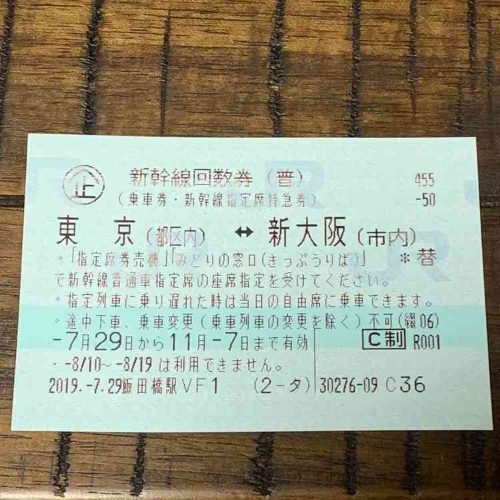 企 新幹線回数券（普） 455
（乗車券・新幹線指定席特急券） -50
東 京（都区内） ↔ 新大阪（市内）
・「指定席券売機」「みどりの窓口（きっぷうりば）」 ＊替
で新幹線普通車指定席の座席指定を受けてください。
・指定列車に乗り遅れた時は当日の自由席に乗車できます。
・途中下車、乗車変更（乗車列車の変更を除く）不可（綴06）
-7月29日から11月-7日まで有効 C制 R001
・-8/10～-8/19は利用できません。
2019.-7.29飯田橋駅VF1 （2-タ） 30276-09 C36